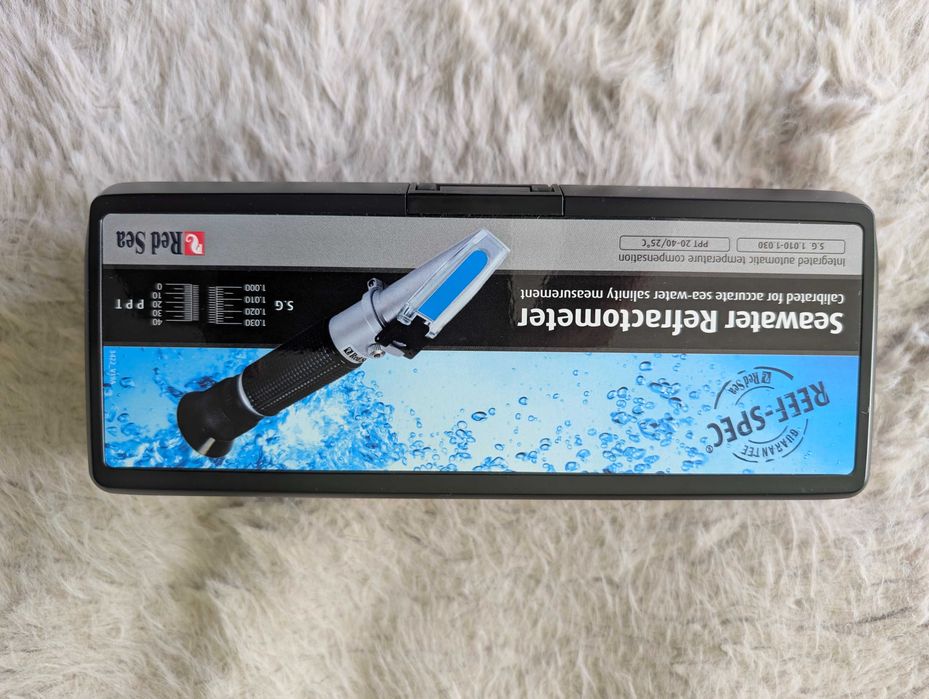 REEF-SPEC®
Red Sea
GUARANTEE
Seawater Refractometer
Calibrated for accurate sea-water salinity measurement
Integrated automatic temperature compensation
S.G 1.010-1.030
PPT 20-40/25°C
Red Sea
S.G
PPT
1.030
1.020
1.010
1.000
40
30
20
10
0
Red Sea